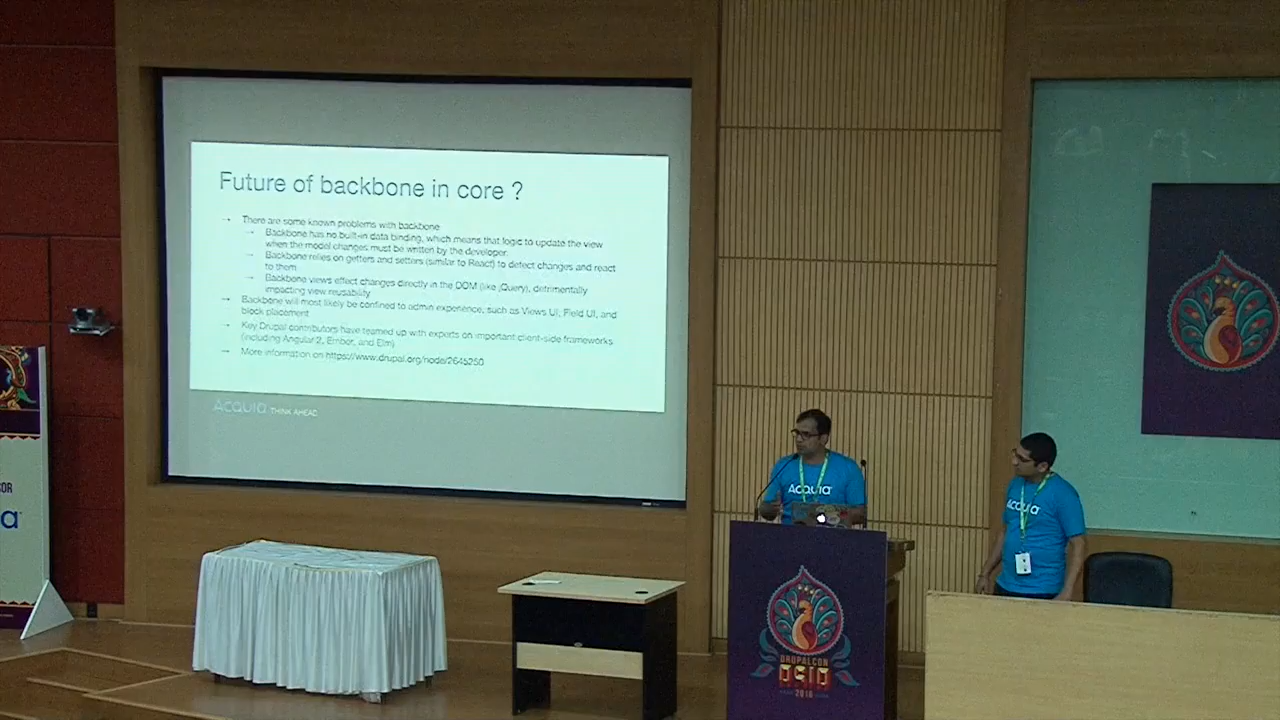 Future of backbone in core ?
→ There are some known problems with backbone
→ Backbone has no built-in data binding, which means that logic to update the view
when the model changes must be written by the developer.
→ Backbone relies on getters and setters (similar to React) to detect changes and react
to them
→ Backbone views effect changes directly in the DOM (like jQuery), detrimentally
impacting view reusability
→ Backbone will most likely be confined to admin experience, such as Views UI, Field UI, and
block placement
→ Key Drupal contributors have teamed up with experts on important client-side frameworks
(including Angular 2, Ember, and Elm)
→ More information on https://www.drupal.org/node/2645250
ACQUIA THINK AHEAD
ACQUIA
ACQUIA
DRUPALCON
ASIA
2016